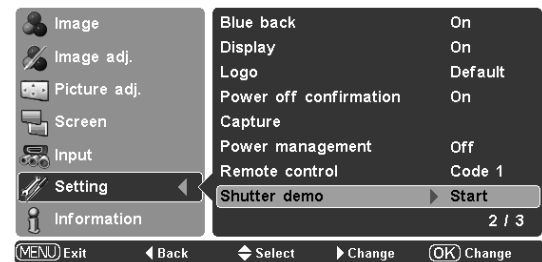 Image
Image adj.
Picture adj.
Screen
Input
Setting
Information
Blue back On
Display On
Logo Default
Power off confirmation On
Capture
Power management Off
Remote control Code 1
Shutter demo Start
2 / 3
MENU Exit Back Select Change OK Change